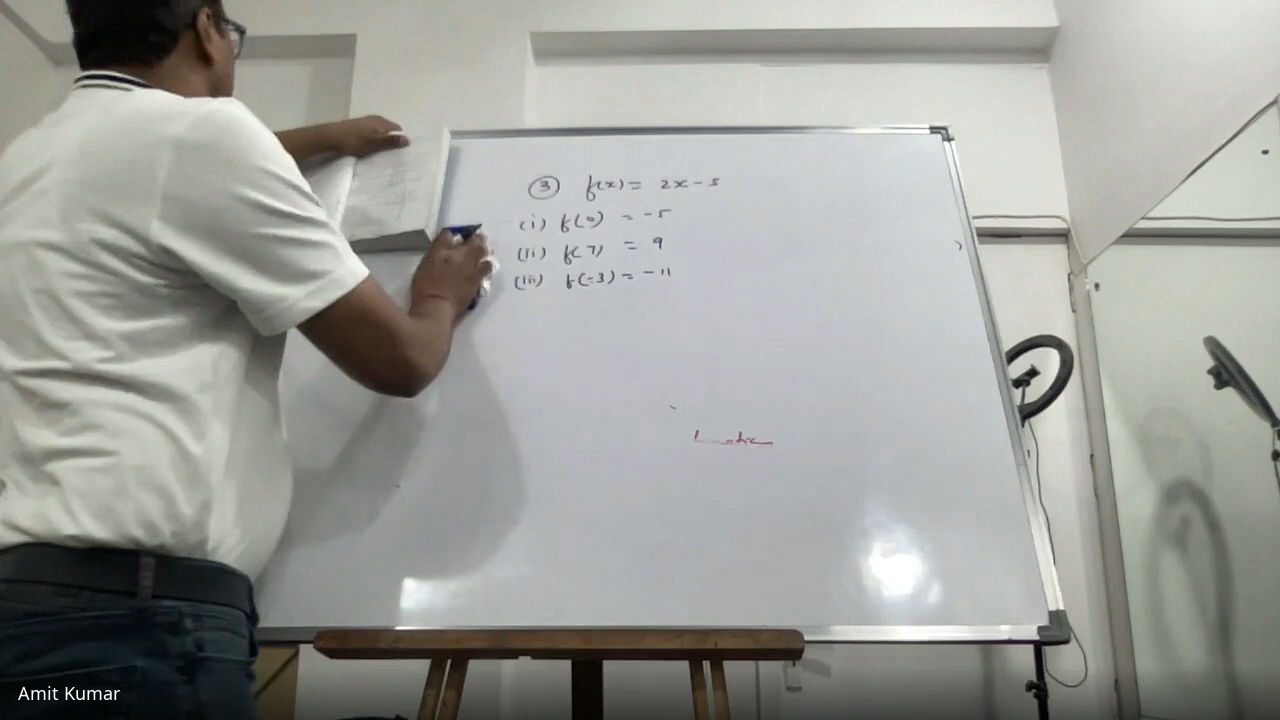 ③ f(x) = 2x - 5
(i) f(0) = -5
(ii) f(7) = 9
(iii) f(-3) = -11
Amit Kumar